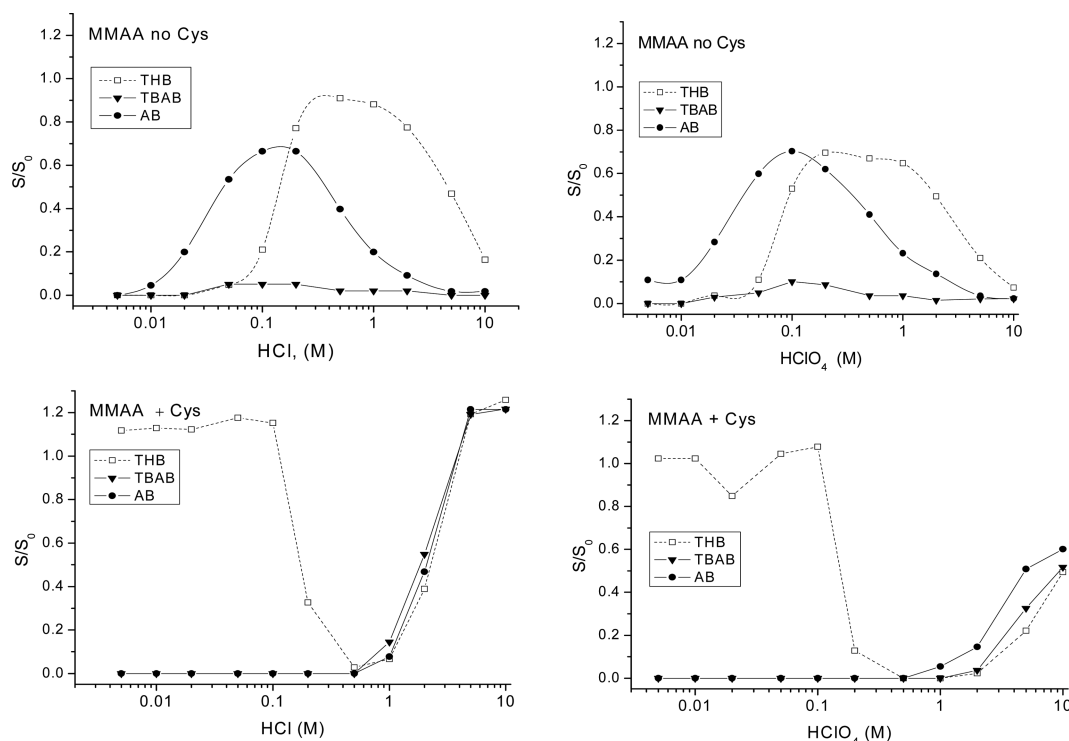 MMAA no Cys
THB
TBAB
AB
S/S0
1.2
1.0
0.8
0.6
0.4
0.2
0.0
0.01
0.1
1
10
HCl, (M)
MMAA no Cys
THB
TBAB
AB
S/S0
1.2
1.0
0.8
0.6
0.4
0.2
0.0
0.01
0.1
1
10
HClO4 (M)
MMAA + Cys
THB
TBAB
AB
S/S0
1.2
1.0
0.8
0.6
0.4
0.2
0.0
0.01
0.1
1
10
HCl (M)
MMAA + Cys
THB
TBAB
AB
S/S0
1.2
1.0
0.8
0.6
0.4
0.2
0.0
0.01
0.1
1
10
HClO4 (M)